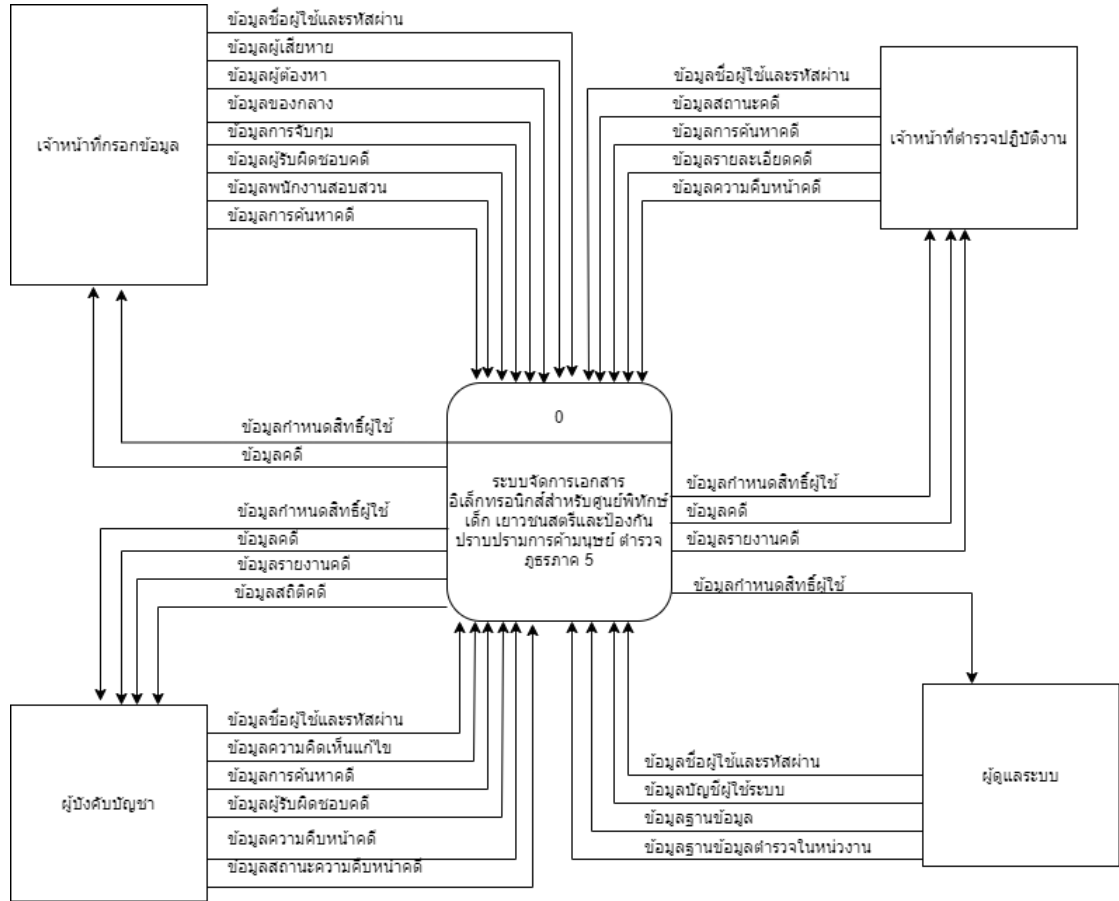 ข้อมูลชื่อผู้ใช้และรหัสผ่าน
ข้อมูลผู้เสียหาย
ข้อมูลผู้ต้องหา
ข้อมูลของกลาง
ข้อมูลการจับกุม
ข้อมูลผู้รับผิดชอบคดี
ข้อมูลพนักงานสอบสวน
ข้อมูลการค้นหาคดี
เจ้าหน้าที่กรอกข้อมูล
ข้อมูลชื่อผู้ใช้และรหัสผ่าน
ข้อมูลสถานะคดี
ข้อมูลการค้นหาคดี
ข้อมูลรายละเอียดคดี
ข้อมูลความคืบหน้าคดี
เจ้าหน้าที่ตำรวจปฏิบัติงาน
ข้อมูลกำหนดสิทธิ์ผู้ใช้
ข้อมูลคดี
0
ระบบจัดการเอกสาร
อิเล็กทรอนิกส์สำหรับศูนย์พิทักษ์
เด็ก เยาวชนสตรีและป้องกัน
ปราบปรามการค้ามนุษย์ ตำรวจ
ภูธรภาค 5
ข้อมูลกำหนดสิทธิ์ผู้ใช้
ข้อมูลคดี
ข้อมูลรายงานคดี
ข้อมูลกำหนดสิทธิ์ผู้ใช้
ข้อมูลคดี
ข้อมูลรายงานคดี
ข้อมูลสถิติคดี
ข้อมูลกำหนดสิทธิ์ผู้ใช้
ผู้บังคับบัญชา
ข้อมูลชื่อผู้ใช้และรหัสผ่าน
ข้อมูลความคิดเห็นแก้ไข
ข้อมูลการค้นหาคดี
ข้อมูลผู้รับผิดชอบคดี
ข้อมูลความคืบหน้าคดี
ข้อมูลสถานะความคืบหน้าคดี
ข้อมูลชื่อผู้ใช้และรหัสผ่าน
ข้อมูลบัญชีผู้ใช้ระบบ
ข้อมูลฐานข้อมูล
ข้อมูลฐานข้อมูลตำรวจในหน่วงาน
ผู้ดูแลระบบ